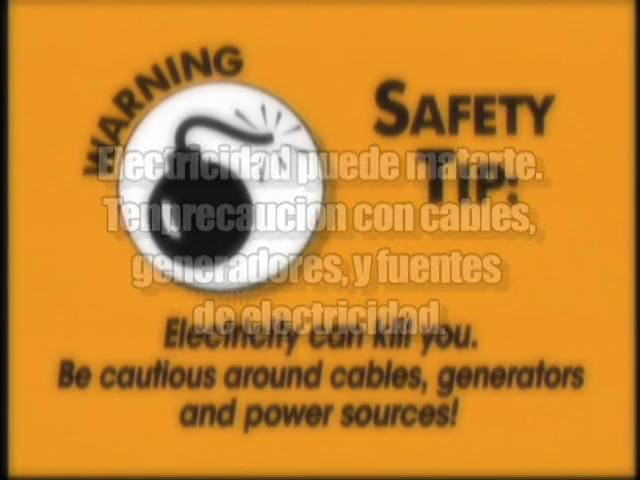 WARNING
SAFETY
TIP:
Electricidad puede matarte.
Ten precaucion con cables,
generadores, y fuentes
de electricidad.
Electricity can kill you.
Be cautious around cables, generators
and power sources!